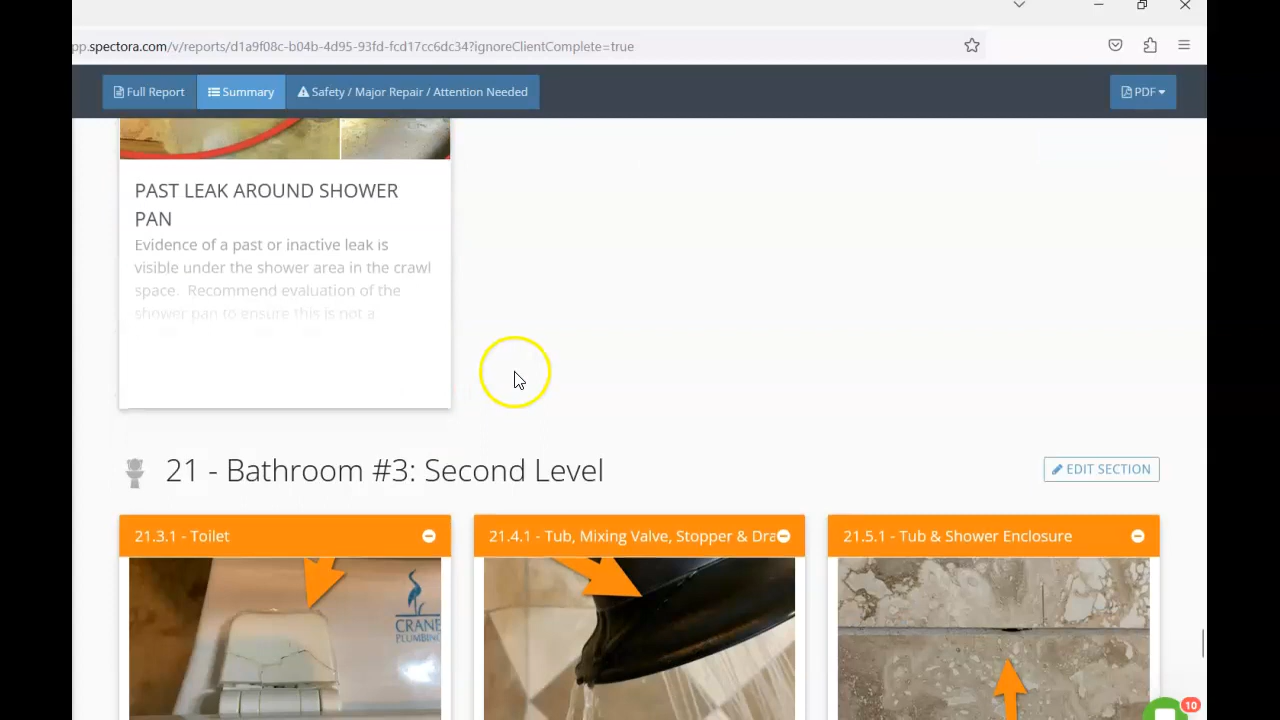 pp.spectora.com/v/reports/d1a9f08c-b04b-4d95-93fd-fcd17cc6dc34?ignoreClientComplete=true
Full Report Summary Safety / Major Repair / Attention Needed PDF
PAST LEAK AROUND SHOWER
PAN
Evidence of a past or inactive leak is
visible under the shower area in the crawl
space. Recommend evaluation of the
shower pan to ensure this is not a
21 - Bathroom #3: Second Level EDIT SECTION
21.3.1 - Toilet 21.4.1 - Tub, Mixing Valve, Stopper & Dra 21.5.1 - Tub & Shower Enclosure
CRANE
PLUMBING
10